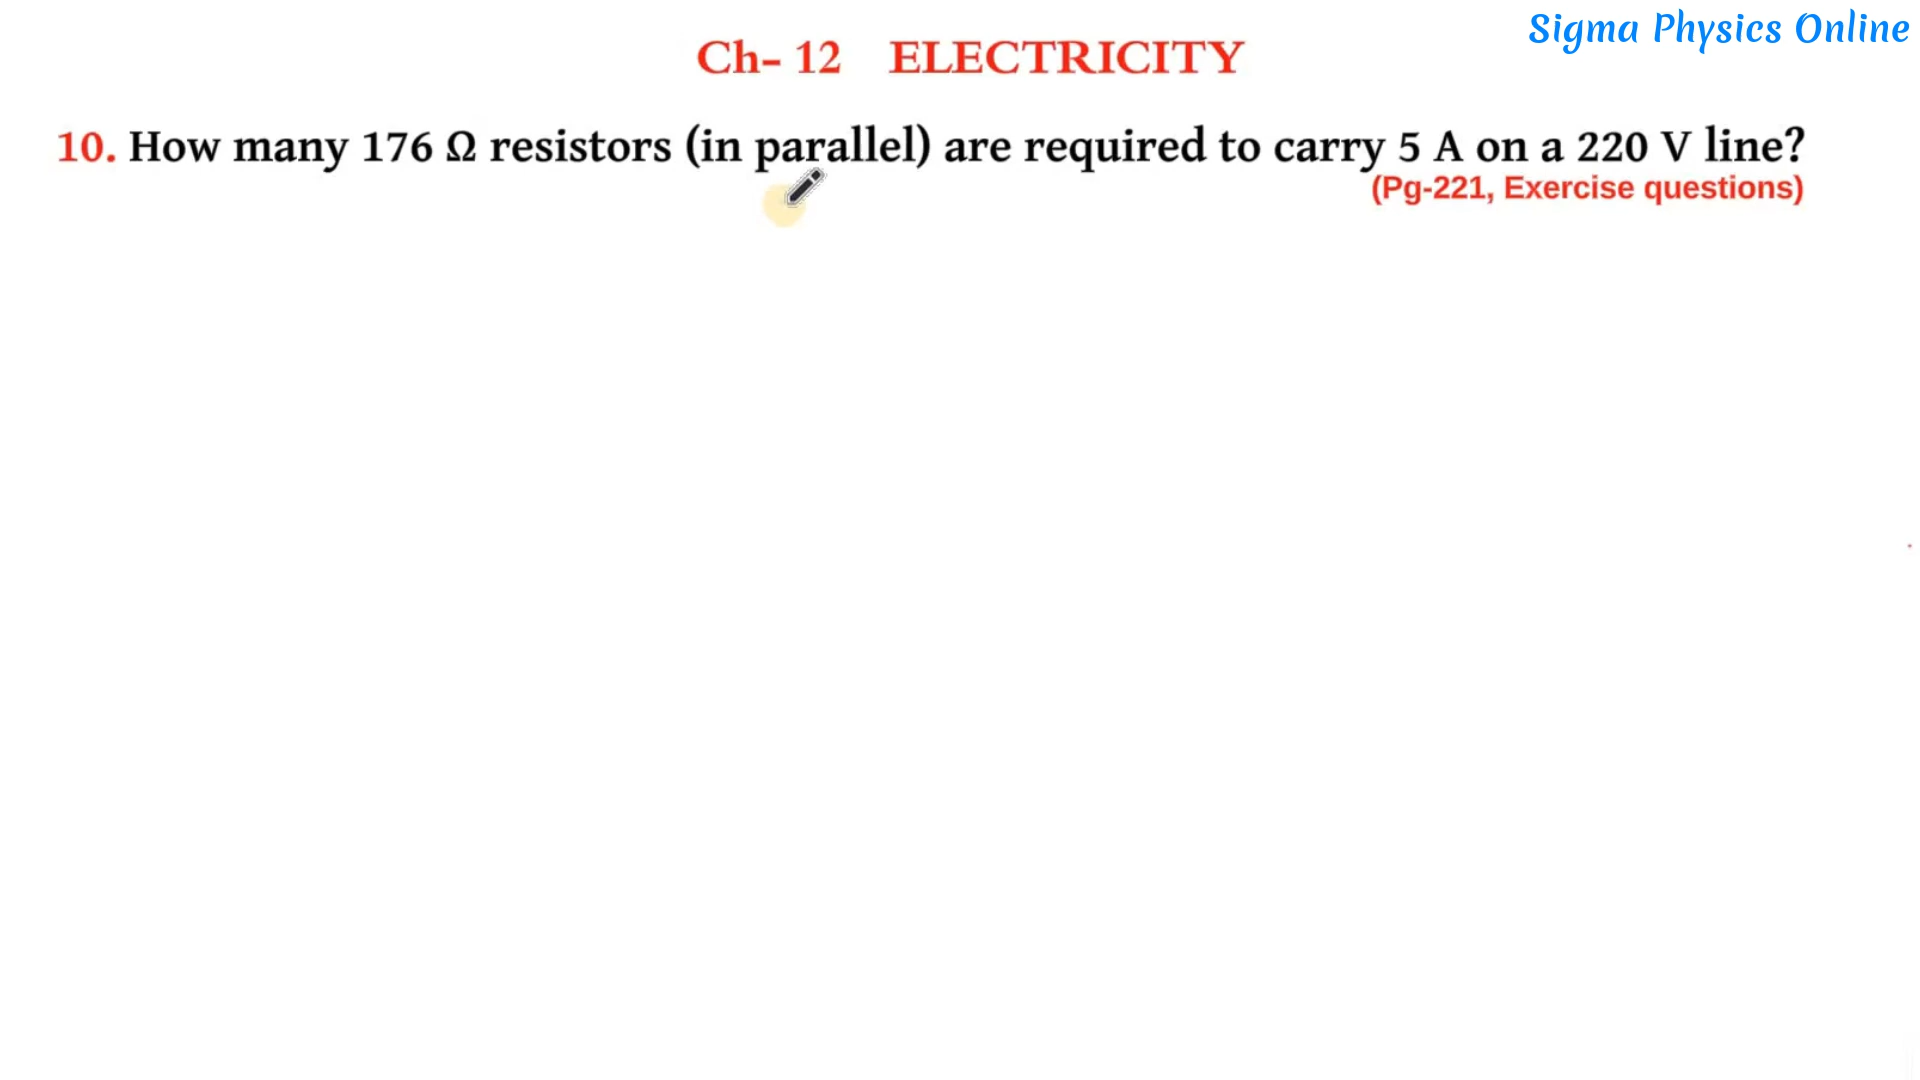 Sigma Physics Online
Ch- 12 ELECTRICITY
10. How many 176 Ω resistors (in parallel) are required to carry 5 A on a 220 V line?
(Pg-221, Exercise questions)